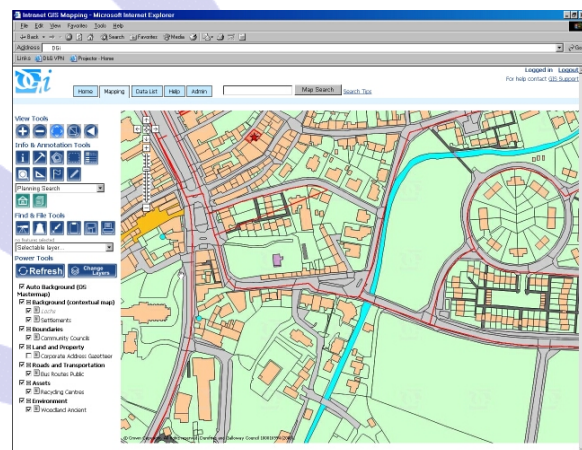 Intranet GIS Mapping - Microsoft Internet Explorer
File Edit View Favorites Tools Help
Back Search Favorites Media
Address DGi
Links D&G VPN Projecta - Home
Logged in Logout
For help contact GIS Support
DGi
Home Mapping Data List Help Admin Map Search Search Tips
View Tools
Info & Annotation Tools
Planning Search
Find & File Tools
no features selected
Selectable layer...
Power Tools
Refresh Change Layers
Auto Background (OS
Mastermap)
Background (contextual map)
Settlements
Boundaries
Community Councils
Land and Property
Corporate Address Gazetteer
Roads and Transportation
Bus Routes Public
Assets
Recycling Centres
Environment
Woodland Ancient